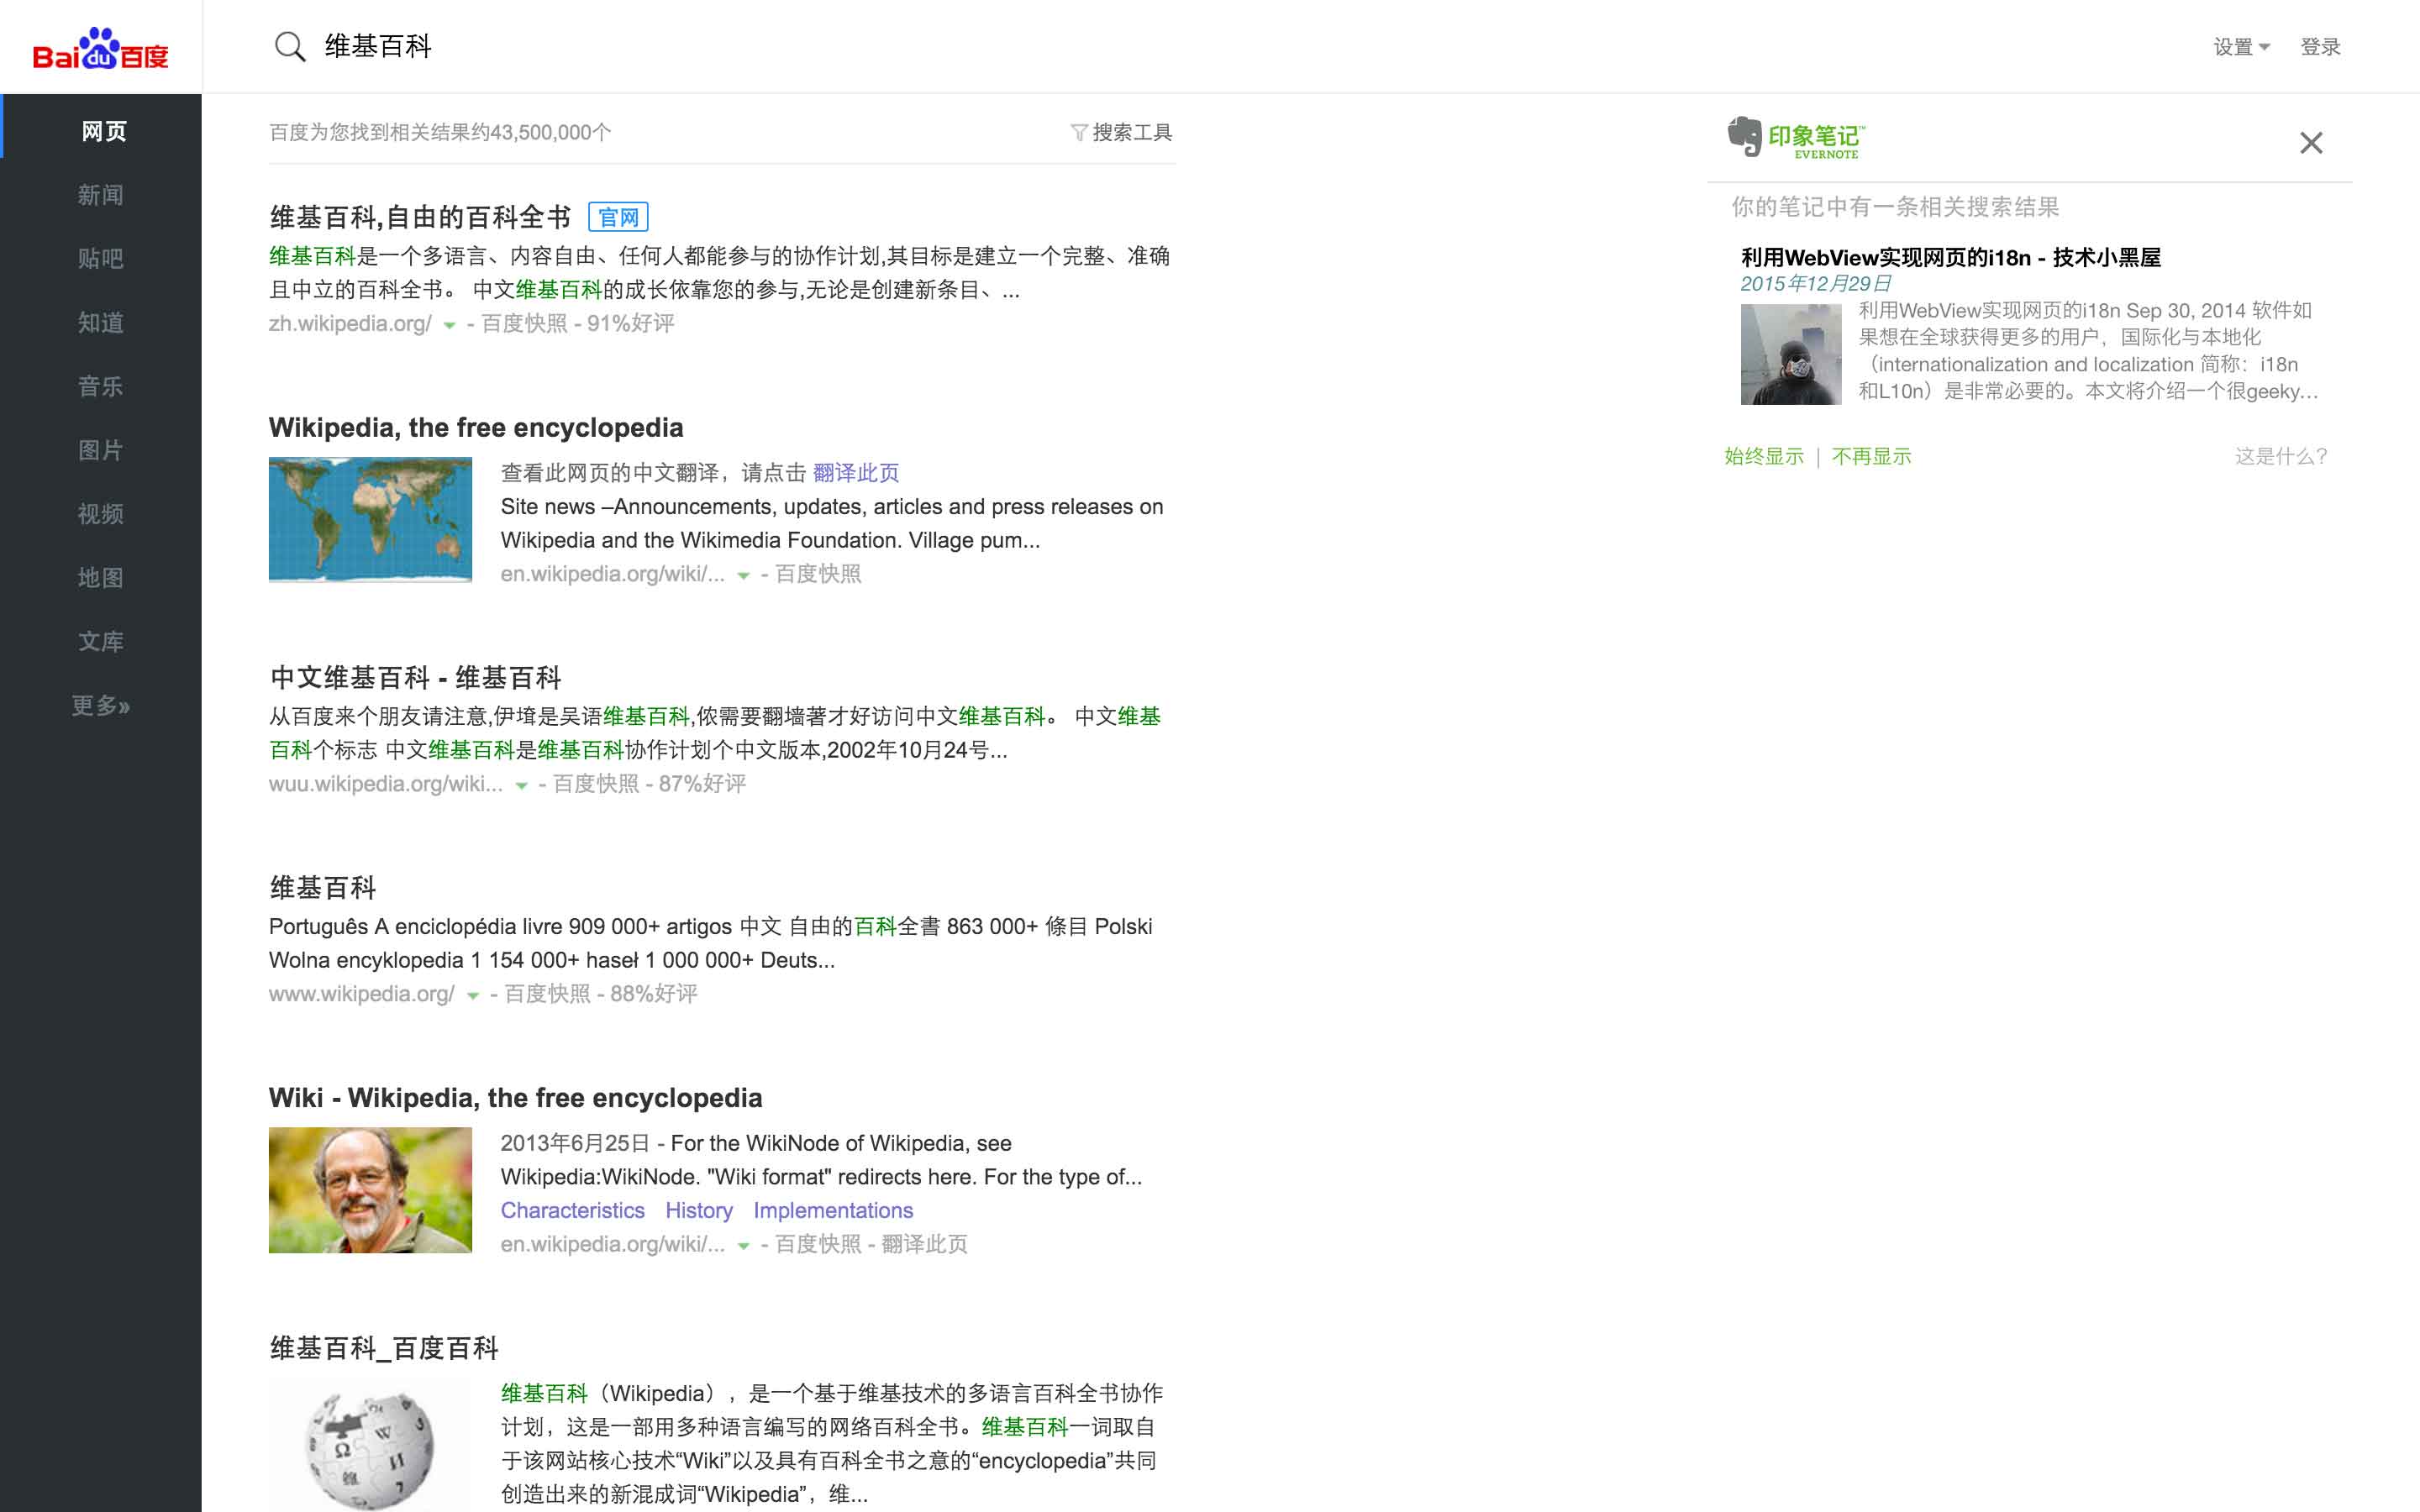 Bai du 百度
维基百科
设置
登录
网页
新闻
贴吧
知道
音乐
图片
视频
地图
文库
更多»
百度为您找到相关结果约43,500,000个
搜索工具
维基百科,自由的百科全书 官网
维基百科是一个多语言、内容自由、任何人都能参与的协作计划,其目标是建立一个完整、准确
且中立的百科全书。 中文维基百科的成长依靠您的参与,无论是创建新条目、...
zh.wikipedia.org/ - 百度快照 - 91%好评
Wikipedia, the free encyclopedia
查看此网页的中文翻译，请点击 翻译此页
Site news –Announcements, updates, articles and press releases on
Wikipedia and the Wikimedia Foundation. Village pum...
en.wikipedia.org/wiki/... - 百度快照
中文维基百科 - 维基百科
从百度来个朋友请注意,伊搿是吴语维基百科,侬需要翻墙著才好访问中文维基百科。 中文维基
百科个标志 中文维基百科是维基百科协作计划个中文版本,2002年10月24号...
wuu.wikipedia.org/wiki... - 百度快照 - 87%好评
维基百科
Português A enciclopédia livre 909 000+ artigos 中文 自由的百科全書 863 000+ 條目 Polski
Wolna encyklopedia 1 154 000+ haseł 1 000 000+ Deuts...
www.wikipedia.org/ - 百度快照 - 88%好评
Wiki - Wikipedia, the free encyclopedia
2013年6月25日 - For the WikiNode of Wikipedia, see
Wikipedia:WikiNode. "Wiki format" redirects here. For the type of...
Characteristics History Implementations
en.wikipedia.org/wiki/... - 百度快照 - 翻译此页
维基百科_百度百科
维基百科（Wikipedia），是一个基于维基技术的多语言百科全书协作
计划，这是一部用多种语言编写的网络百科全书。维基百科一词取自
于该网站核心技术“Wiki”以及具有百科全书之意的“encyclopedia”共同
创造出来的新混成词“Wikipedia”，维...
印象笔记™
EVERNOTE
你的笔记中有一条相关搜索结果
利用WebView实现网页的i18n - 技术小黑屋
2015年12月29日
利用WebView实现网页的i18n Sep 30, 2014 软件如
果想在全球获得更多的用户，国际化与本地化
（internationalization and localization 简称：i18n
和L10n）是非常必要的。本文将介绍一个很geeky...
始终显示 | 不再显示
这是什么？